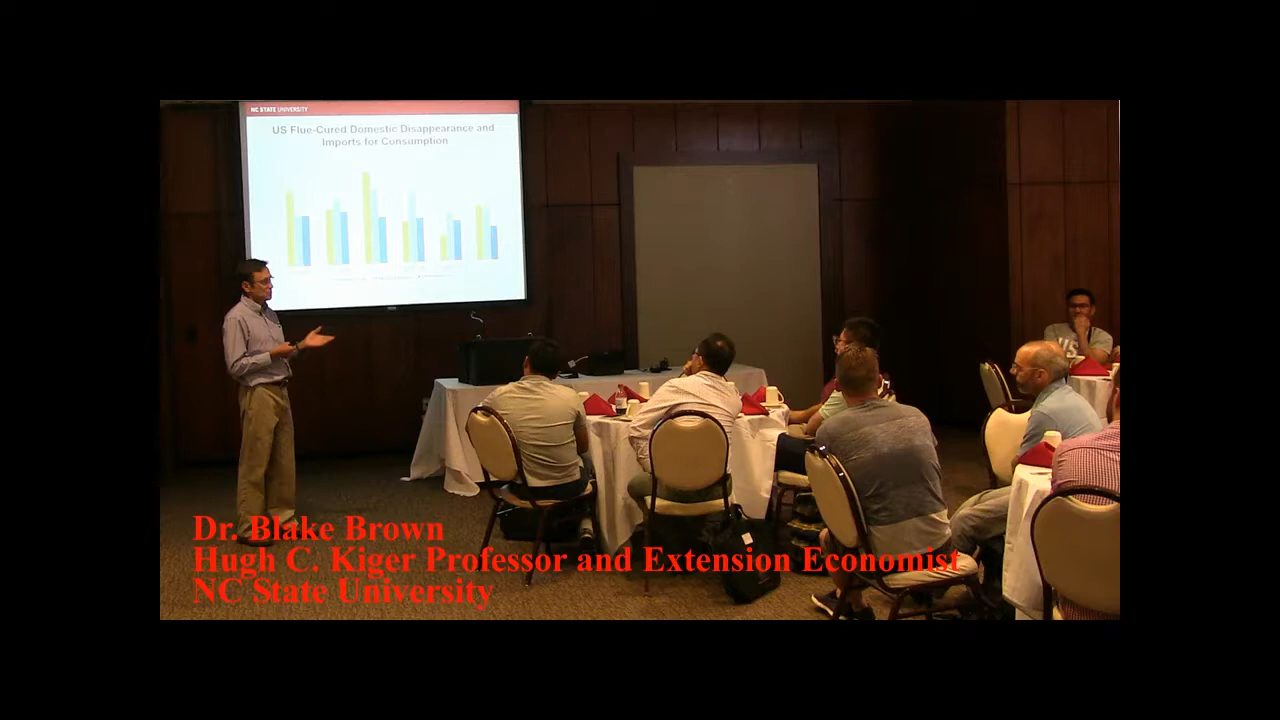 NC STATE UNIVERSITY
US Flue-Cured Domestic Disappearance and
Imports for Consumption
US
Dr. Blake Brown
Hugh C. Kiger Professor and Extension Economist
NC State University